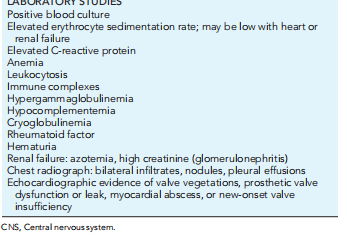 LABORATORY STUDIES
Positive blood culture
Elevated erythrocyte sedimentation rate; may be low with heart or
renal failure
Elevated C-reactive protein
Anemia
Leukocytosis
Immune complexes
Hypergammaglobulinemia
Hypocomplementemia
Cryoglobulinemia
Rheumatoid factor
Hematuria
Renal failure: azotemia, high creatinine (glomerulonephritis)
Chest radiograph: bilateral infiltrates, nodules, pleural effusions
Echocardiographic evidence of valve vegetations, prosthetic valve
dysfunction or leak, myocardial abscess, or new-onset valve
insufficiency
CNS, Central nervous system.